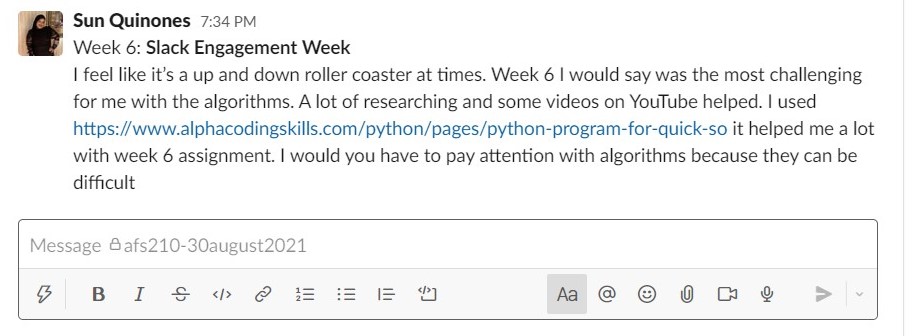 Sun Quinones 7:34 PM
Week 6: Slack Engagement Week
I feel like it's a up and down roller coaster at times. Week 6 I would say was the most challenging
for me with the algorithms. A lot of researching and some videos on YouTube helped. I used
https://www.alphacodingskills.com/python/pages/python-program-for-quick-so it helped me a lot
with week 6 assignment. I would you have to pay attention with algorithms because they can be
difficult
Message afs210-30august2021
B I S </> Aa @